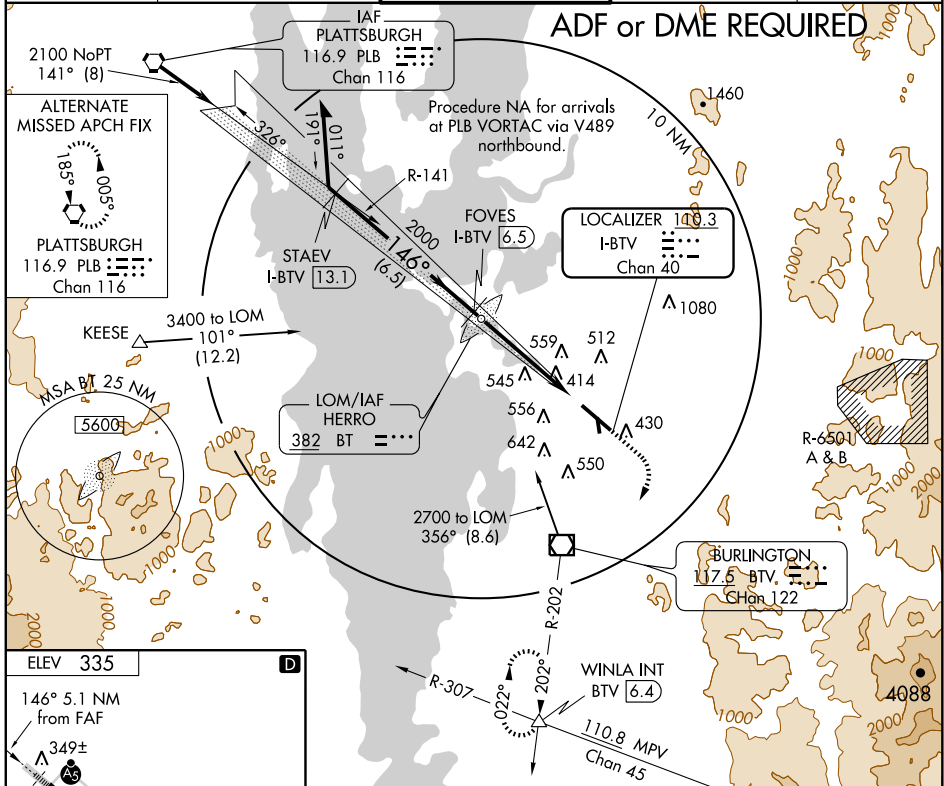 ADF or DME REQUIRED
IAF
PLATTSBURGH
116.9 PLB
Chan 116
2100 NoPT
141° (8)
ALTERNATE
MISSED APCH FIX
185°
005°
PLATTSBURGH
116.9 PLB
Chan 116
326°
191°
011°
Procedure NA for arrivals
at PLB VORTAC via V489
northbound.
10 NM
1460
R-141
2000
146°
(6.5)
FOVES
I-BTV 6.5
STAEV
I-BTV 13.1
LOCALIZER 110.3
I-BTV
Chan 40
1000
1080
KEESE
3400 to LOM
101°
(12.2)
559
512
545
414
556
430
642
550
LOM/IAF
HERRO
382 BT
MSA BT 25 NM
5600
1000
1000
1000
2000
1000
R-6501
A & B
1000
2000
2700 to LOM
356° (8.6)
BURLINGTON
117.5 BTV
CHan 122
R-202
202°
022°
R-307
WINLA INT
BTV 6.4
110.8 MPV
Chan 45
1000
2000
4088
ELEV 335
D
146° 5.1 NM
from FAF
349±
A5